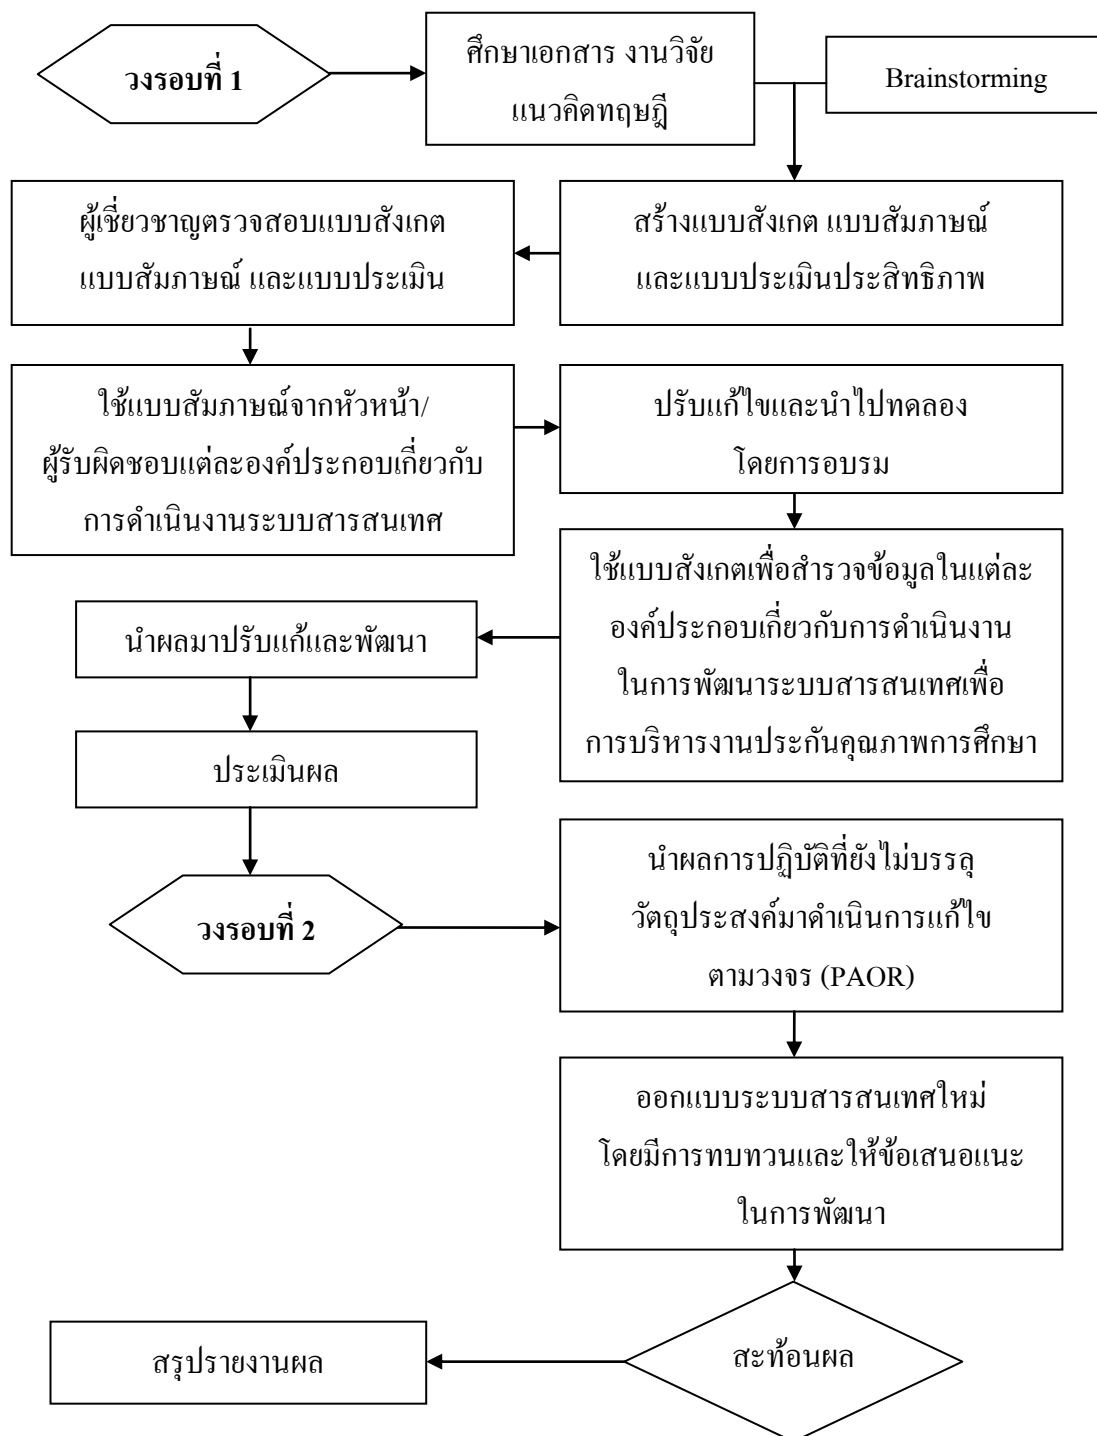 วงรอบที่ 1
ศึกษาเอกสาร งานวิจัย
แนวคิดทฤษฎี
Brainstorming
สร้างแบบสังเกต แบบสัมภาษณ์
และแบบประเมินประสิทธิภาพ
ผู้เชี่ยวชาญตรวจสอบแบบสังเกต
แบบสัมภาษณ์ และแบบประเมิน
ใช้แบบสัมภาษณ์จากหัวหน้า/
ผู้รับผิดชอบแต่ละองค์ประกอบเกี่ยวกับ
การดำเนินงานระบบสารสนเทศ
ปรับแก้ไขและนำไปทดลอง
โดยการอบรม
ใช้แบบสังเกตเพื่อสำรวจข้อมูลในแต่ละ
องค์ประกอบเกี่ยวกับการดำเนินงาน
ในการพัฒนาระบบสารสนเทศเพื่อ
การบริหารงานประกันคุณภาพการศึกษา
นำผลมาปรับแก้และพัฒนา
ประเมินผล
วงรอบที่ 2
นำผลการปฏิบัติที่ยังไม่บรรลุ
วัตถุประสงค์มาดำเนินการแก้ไข
ตามวงจร (PAOR)
ออกแบบระบบสารสนเทศใหม่
โดยมีการทบทวนและให้ข้อเสนอแนะ
ในการพัฒนา
สะท้อนผล
สรุปรายงานผล